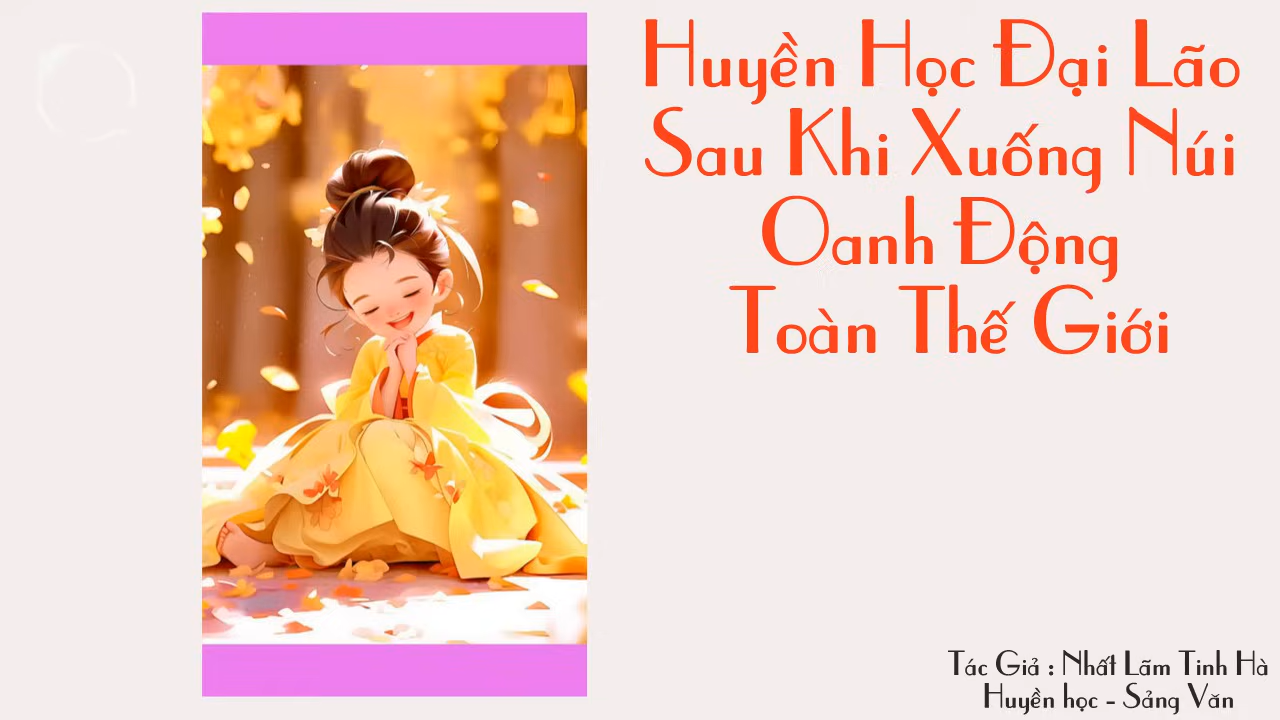 Huyền Học Đại Lão
Sau Khi Xuống Núi
Oanh Động
Toàn Thế Giới
Tác Giả : Nhất Lãm Tinh Hà
Huyền học - Sảng Văn